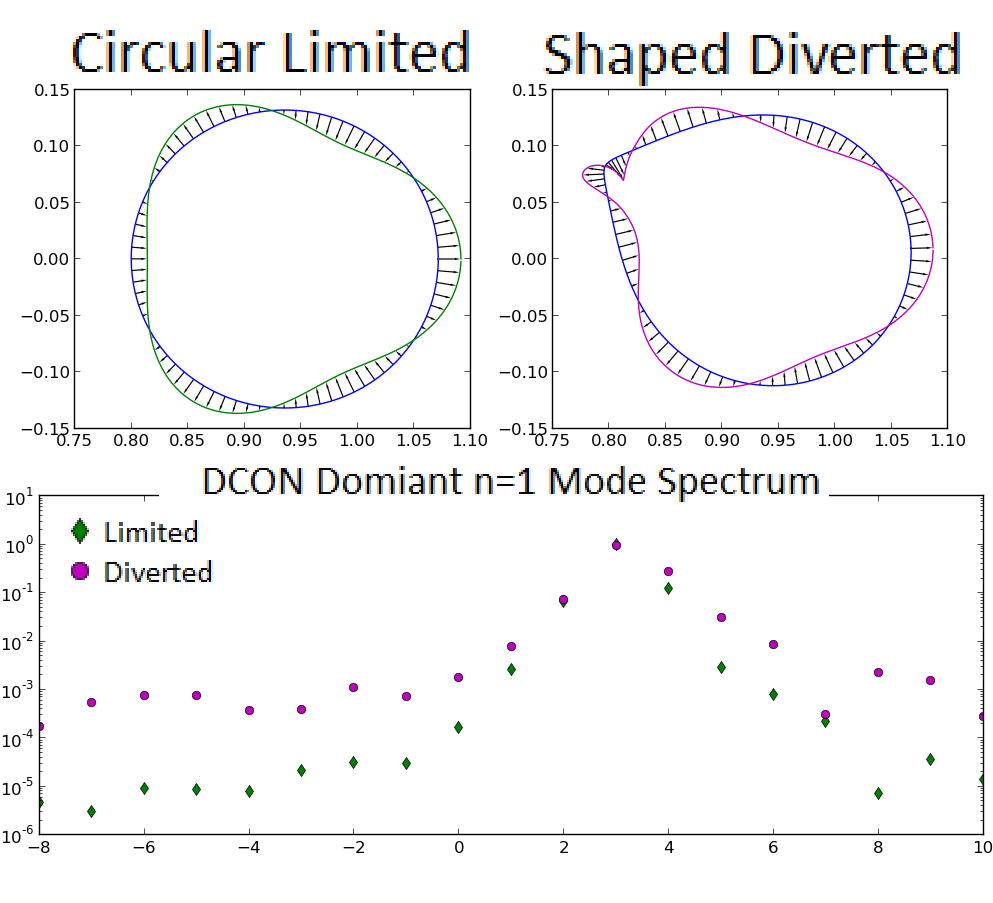 Circular Limited
Shaped Diverted
0.15
0.10
0.05
0.00
−0.05
−0.10
−0.15
0.75 0.80 0.85 0.90 0.95 1.00 1.05 1.10
0.15
0.10
0.05
0.00
−0.05
−0.10
−0.15
0.75 0.80 0.85 0.90 0.95 1.00 1.05 1.10
DCON Domiant n=1 Mode Spectrum
Limited
Diverted
10^1
10^0
10^-1
10^-2
10^-3
10^-4
10^-5
10^-6
−8 −6 −4 −2 0 2 4 6 8 10